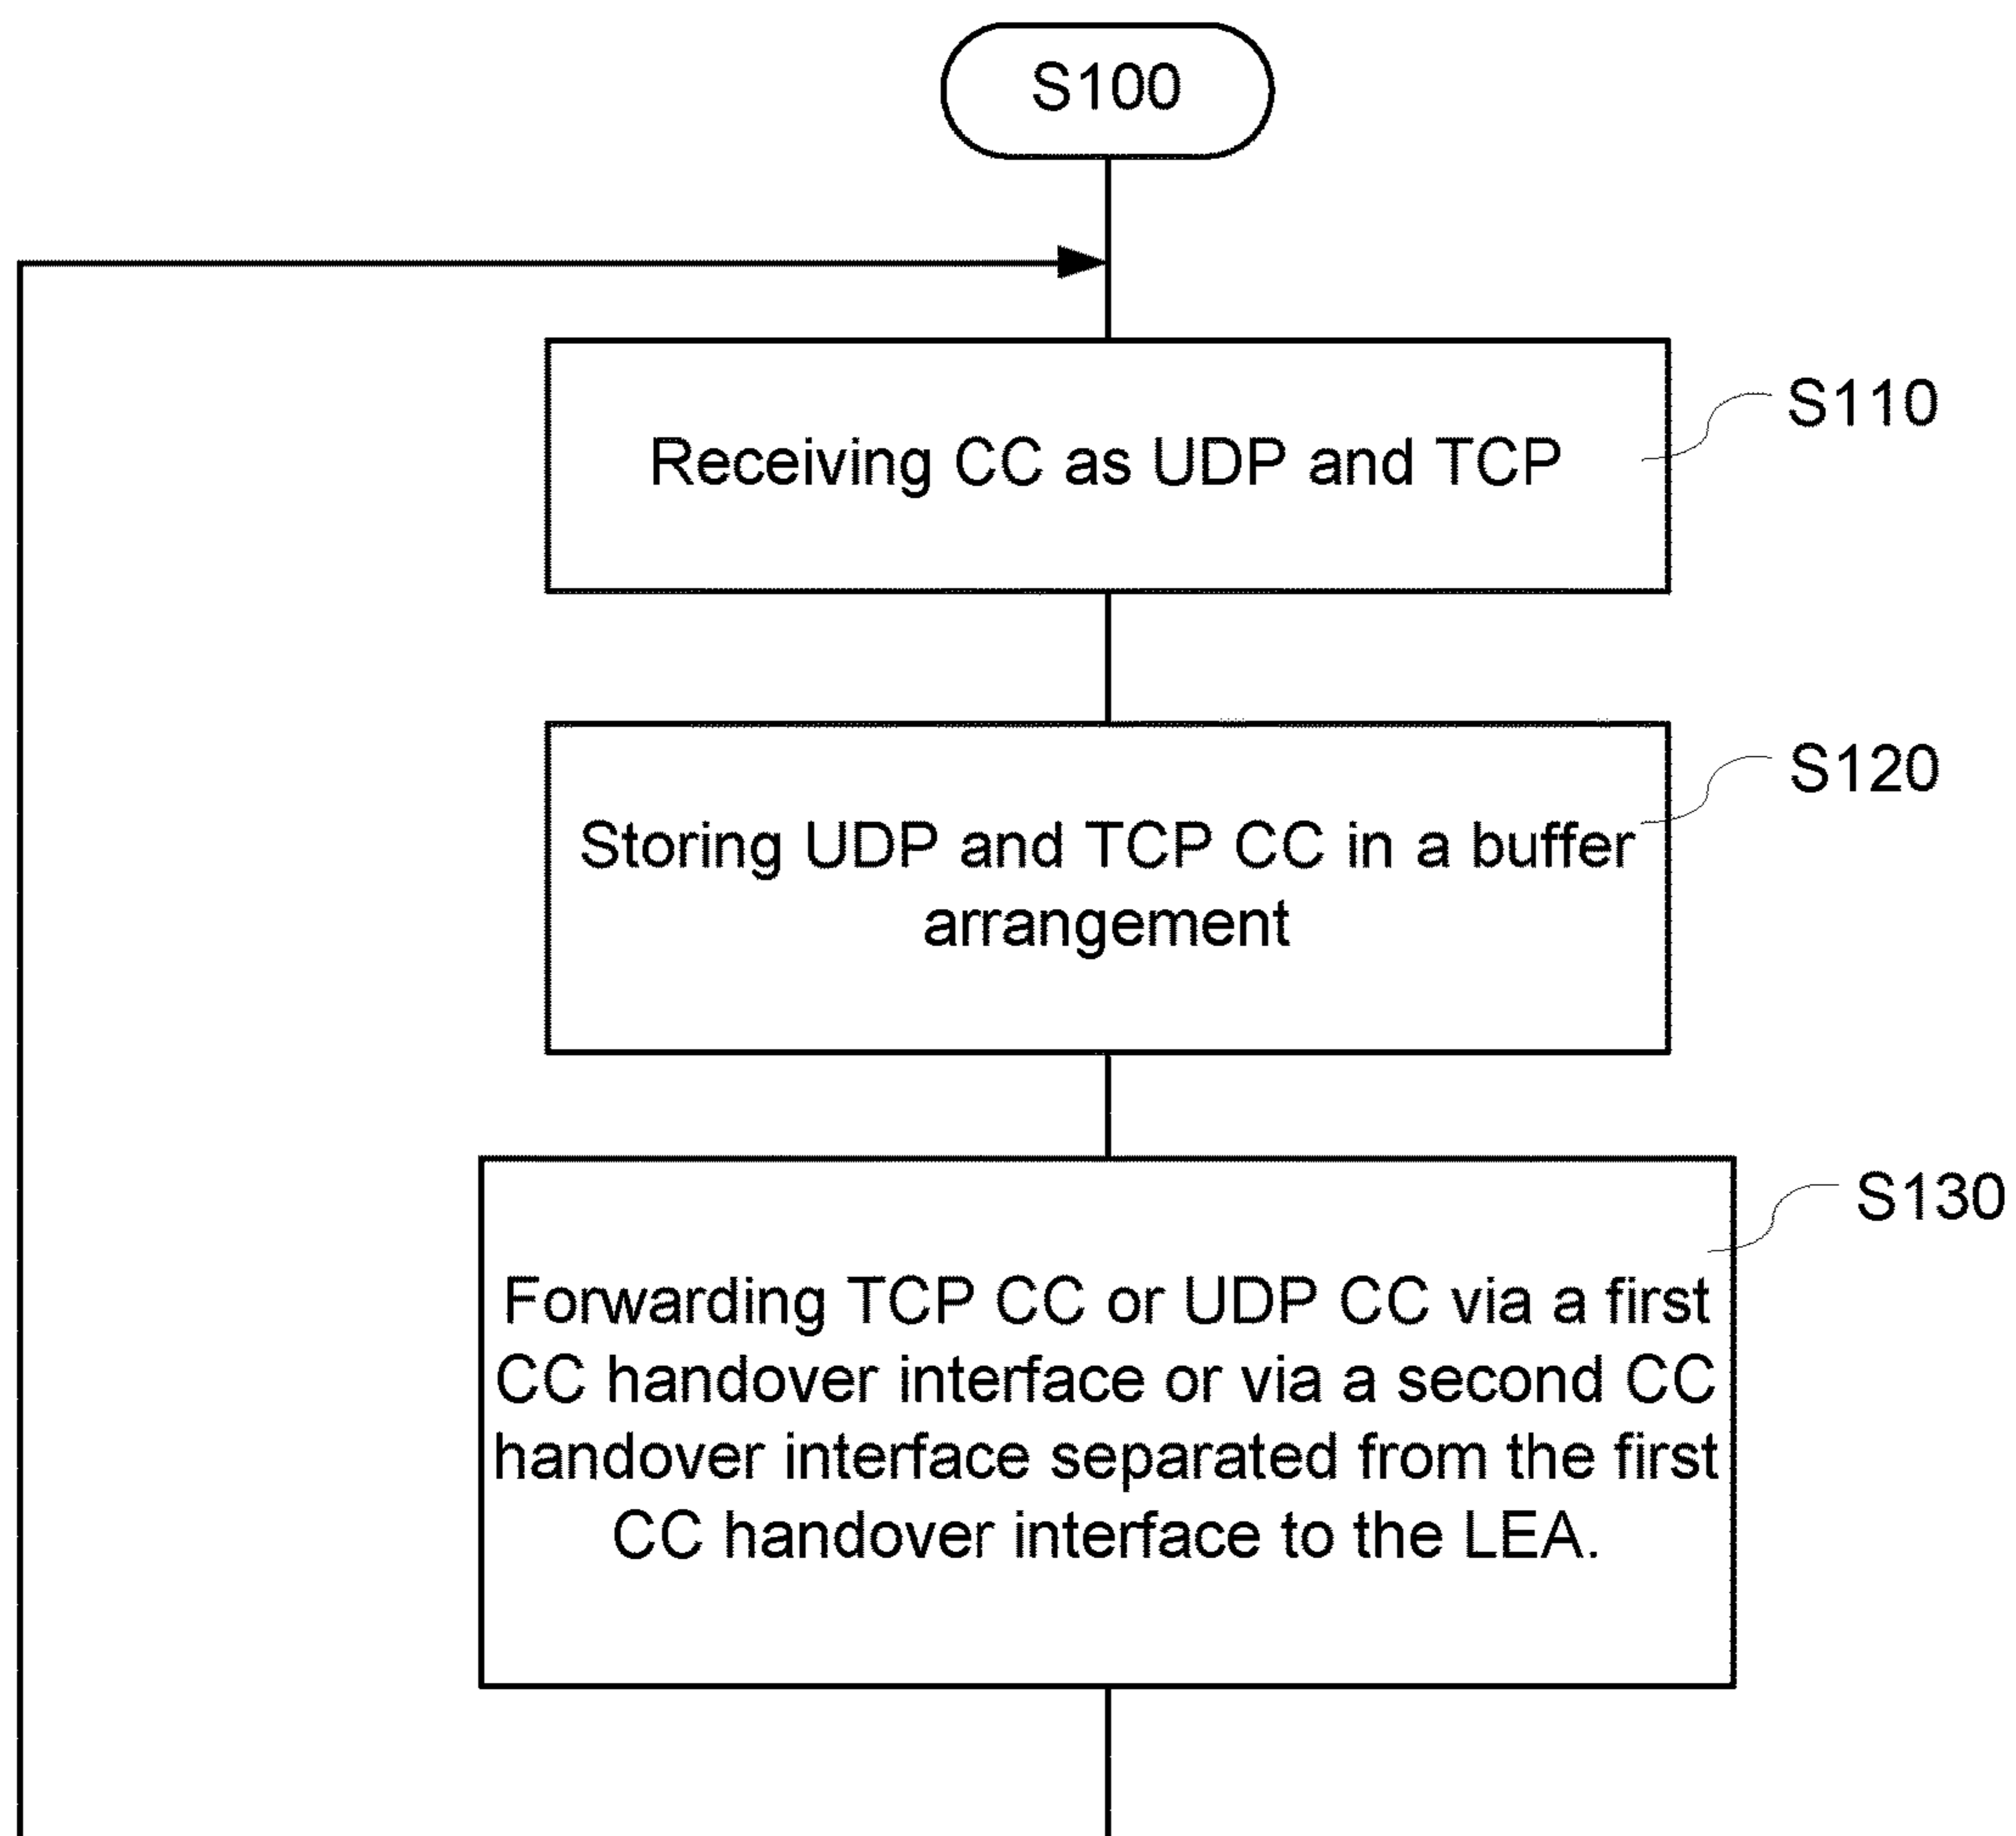 S100
Receiving CC as UDP and TCP
S110
Storing UDP and TCP CC in a buffer
arrangement
S120
Forwarding TCP CC or UDP CC via a first
CC handover interface or via a second CC
handover interface separated from the first
CC handover interface to the LEA.
S130